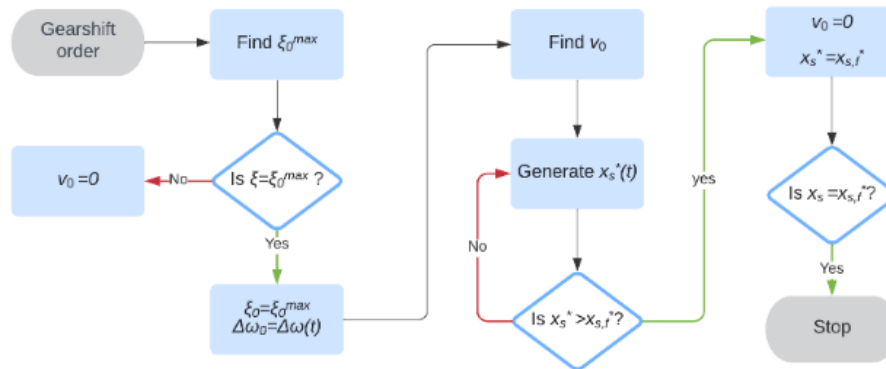 Gearshift
order
Find ξ₀ᵐᵃˣ
Is ξ=ξ₀ᵐᵃˣ ?
No
v₀ =0
Yes
ξ₀=ξ₀ᵐᵃˣ
Δω₀=Δω(t)
Find v₀
Generate xₛ*(t)
No
Is xₛ* >xₛ,f*?
yes
v₀ =0
xₛ* =xₛ,f*
Is xₛ =xₛ,f*?
Yes
Stop